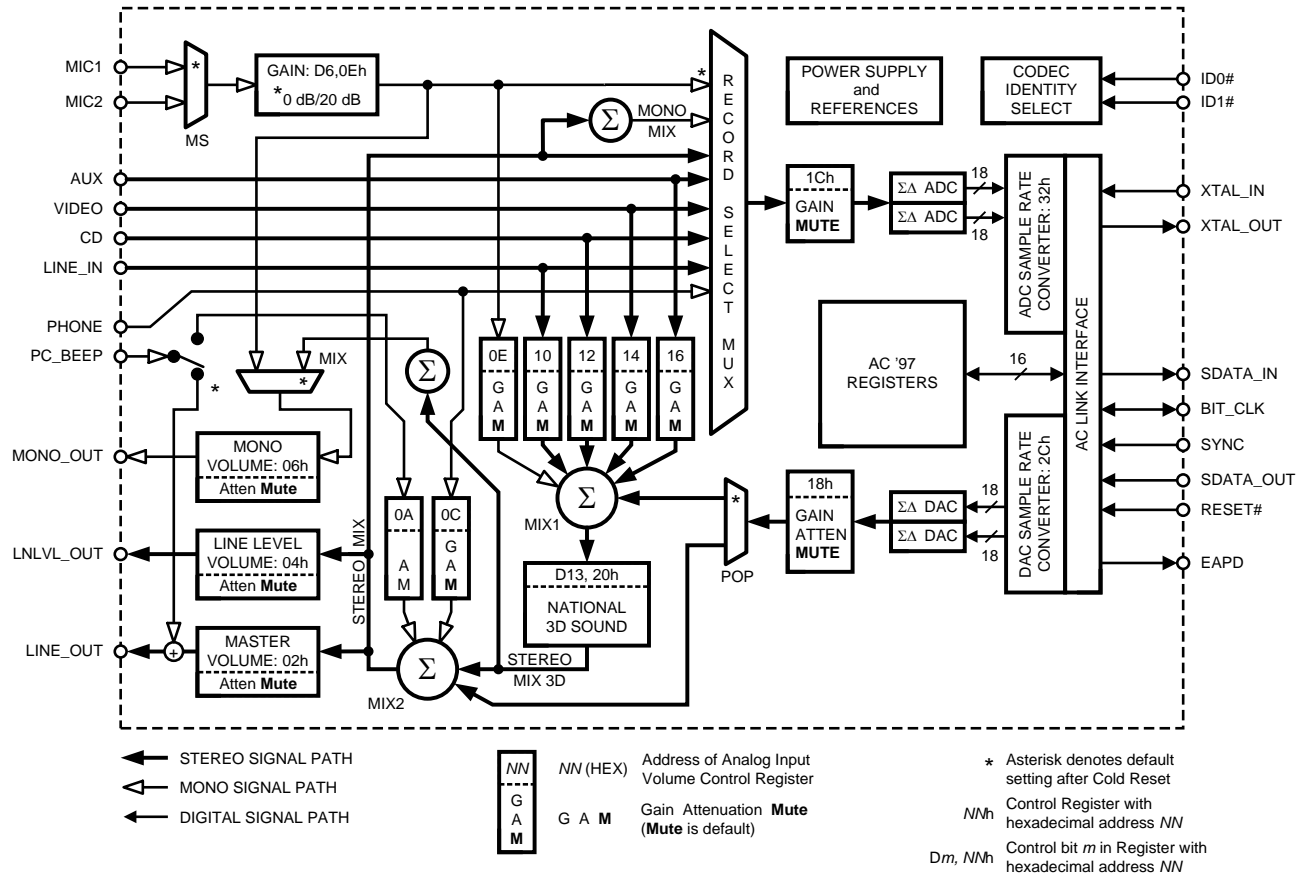 MIC1
MIC2
MS
GAIN: D6,0Eh
*0 dB/20 dB
*
*
Σ
MONO
MIX
RECORD SELECT MUX
POWER SUPPLY
and
REFERENCES
CODEC
IDENTITY
SELECT
ID0#
ID1#
AUX
VIDEO
CD
LINE_IN
PHONE
PC_BEEP
*
MIX
*
Σ
1Ch
GAIN
MUTE
ΣΔ ADC
ΣΔ ADC
18
18
ADC SAMPLE RATE
CONVERTER: 32h
AC LINK INTERFACE
XTAL_IN
XTAL_OUT
0E
G
A
M
10
G
A
M
12
G
A
M
14
G
A
M
16
G
A
M
AC '97
REGISTERS
16
SDATA_IN
BIT_CLK
SYNC
SDATA_OUT
RESET#
EAPD
MONO_OUT
MONO
VOLUME: 06h
Atten Mute
LNLVL_OUT
LINE LEVEL
VOLUME: 04h
Atten Mute
LINE_OUT
+
MASTER
VOLUME: 02h
Atten Mute
STEREO MIX
0A
A
M
0C
G
A
M
Σ
MIX1
Σ
MIX2
D13, 20h
NATIONAL
3D SOUND
STEREO
MIX 3D
*
POP
18h
GAIN
ATTEN
MUTE
ΣΔ DAC
ΣΔ DAC
18
18
DAC SAMPLE RATE
CONVERTER: 2Ch
STEREO SIGNAL PATH
MONO SIGNAL PATH
DIGITAL SIGNAL PATH
NN
G
A
M
NN (HEX)
Address of Analog Input
Volume Control Register
G A M
Gain Attenuation Mute
(Mute is default)
* Asterisk denotes default
setting after Cold Reset
NNh Control Register with
hexadecimal address NN
Dm, NNh Control bit m in Register with
hexadecimal address NN